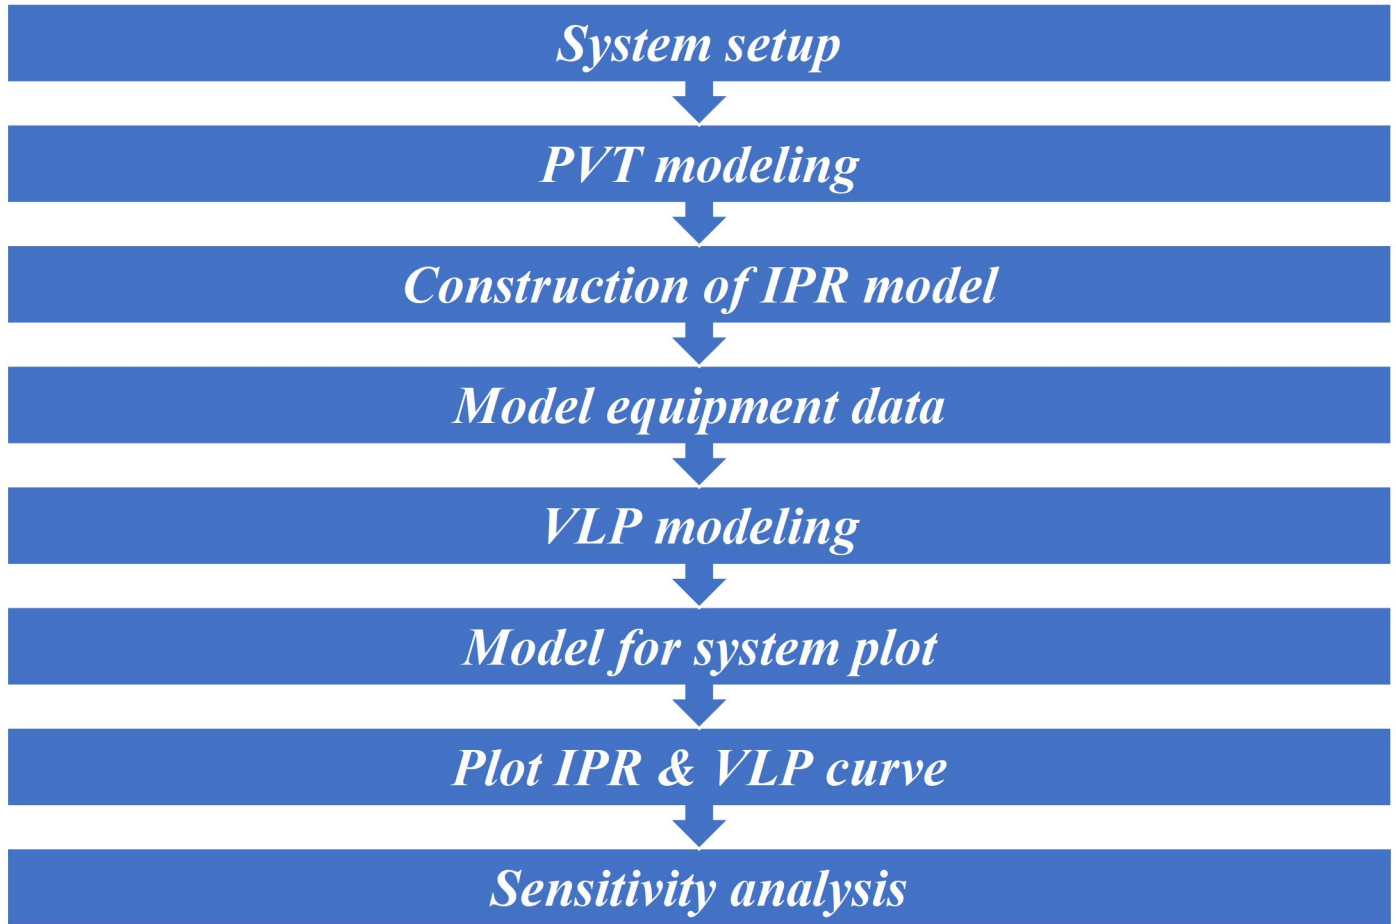 System setup
PVT modeling
Construction of IPR model
Model equipment data
VLP modeling
Model for system plot
Plot IPR & VLP curve
Sensitivity analysis